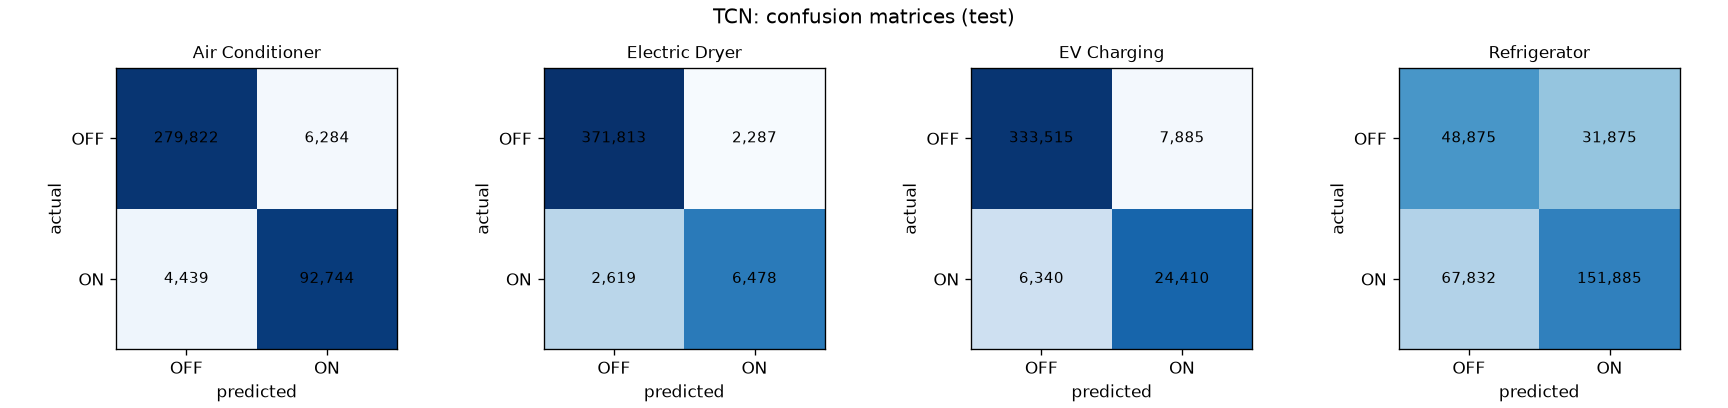 TCN: confusion matrices (test)
Air Conditioner
OFF
279,822
6,284
actual
ON
4,439
92,744
OFF
ON
predicted
Electric Dryer
OFF
371,813
2,287
actual
ON
2,619
6,478
OFF
ON
predicted
EV Charging
OFF
333,515
7,885
actual
ON
6,340
24,410
OFF
ON
predicted
Refrigerator
OFF
48,875
31,875
actual
ON
67,832
151,885
OFF
ON
predicted